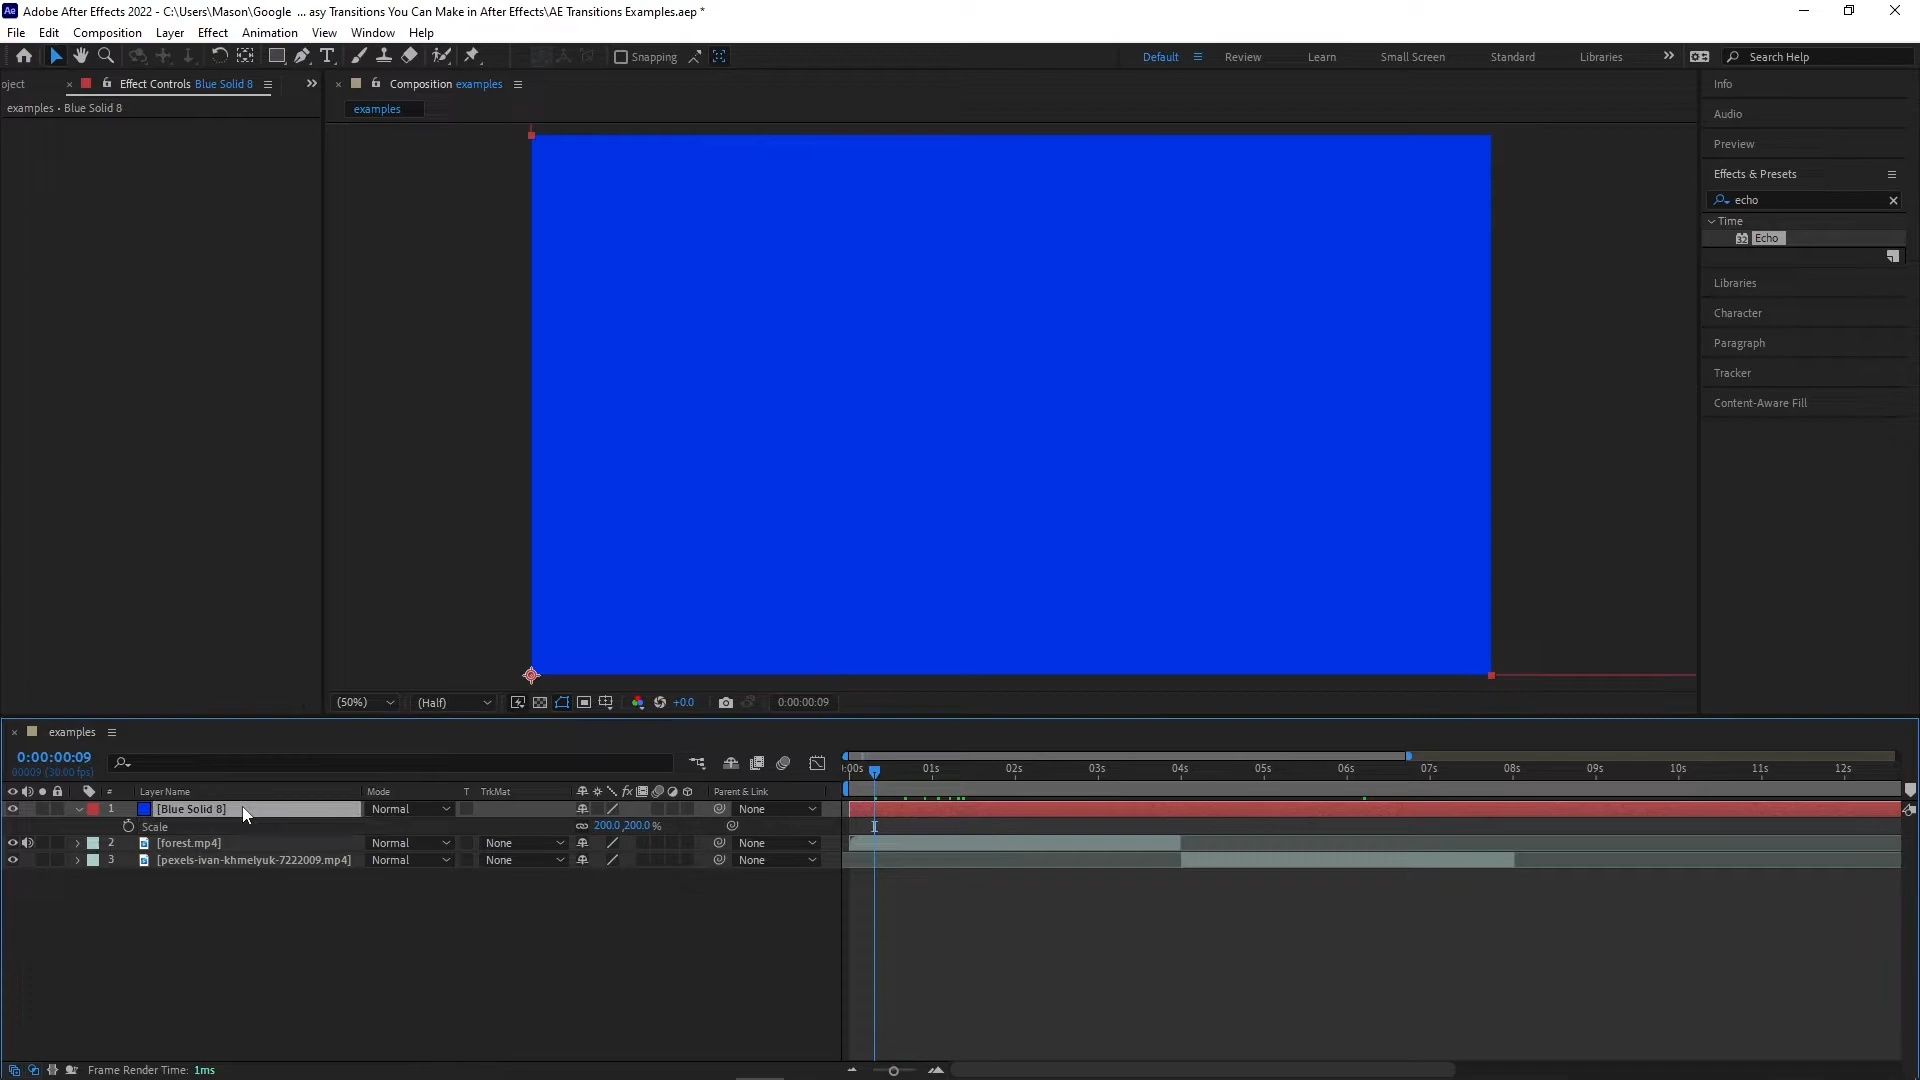 Ae Adobe After Effects 2022 - C:\Users\Mason\Google ... asy Transitions You Can Make in After Effects\AE Transitions Examples.aep *
File Edit Composition Layer Effect Animation View Window Help
Snapping Default Review Learn Small Screen Standard Libraries Search Help
oject Effect Controls Blue Solid 8
examples • Blue Solid 8
Composition examples
examples
(50%) (Half) +0.0 0:00:00:09
Info
Audio
Preview
Effects & Presets
echo
Time
32 Echo
Libraries
Character
Paragraph
Tracker
Content-Aware Fill
examples
0:00:00:09
00009 (30.00 fps)
:00s 01s 02s 03s 04s 05s 06s 07s 08s 09s 10s 11s 12s
# Layer Name Mode T TrkMat fx Parent & Link
1 [Blue Solid 8] Normal None
Scale 200.0,200.0 %
2 [forest.mp4] Normal None None
3 [pexels-ivan-khmelyuk-7222009.mp4] Normal None None
Frame Render Time: 1ms